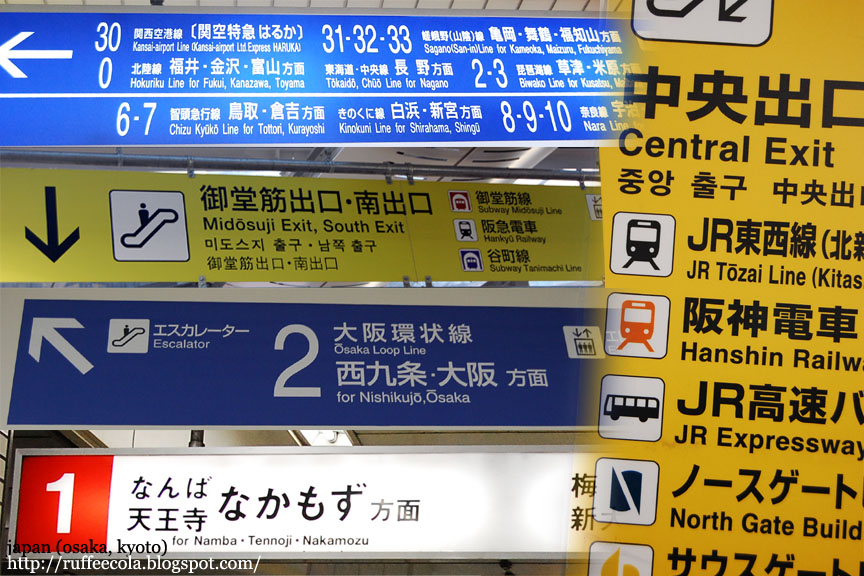 30 関西空港線〔関空特急はるか〕
Kansai-airport Line (Kansai-airport Ltd.Express HARUKA)
31・32・33 嵯峨野(山陰)線 亀岡・舞鶴・福知山方面
Sagano(San-in)Line for Kameoka, Maizuru, Fukuchiyama
0 北陸線 福井・金沢・富山方面
Hokuriku Line for Fukui, Kanazawa, Toyama
東海道・中央線 長野方面
Tōkaidō, Chūō Line for Nagano
2・3 琵琶湖線 草津・米原
Biwako Line for Kusatsu,
6・7 智頭急行線 鳥取・倉吉方面
Chizu Kyūkō Line for Tottori, Kurayoshi
きのくに線 白浜・新宮方面
Kinokuni Line for Shirahama, Shingū
8・9・10 奈良線
Nara Line
御堂筋出口・南出口
Midōsuji Exit, South Exit
미도스지 출구・남쪽 출구
御堂筋出口・南出口
御堂筋線
Subway Midōsuji Line
阪急電車
Hankyū Railway
谷町線
Subway Tanimachi Line
エスカレーター
Escalator
2 大阪環状線
Ōsaka Loop Line
西九条・大阪 方面
for Nishikujō,Ōsaka
1 なんば 天王寺 なかもず 方面
for Namba・Tennoji・Nakamozu
梅
新
中央出口
Central Exit
중앙 출구 中央出口
JR東西線(北新
JR Tōzai Line (Kitas
阪神電車
Hanshin Railwa
JR高速バ
JR Expressway
ノースゲート
North Gate Build
サウスゲート
japan (osaka, kyoto)
http://ruffeecola.blogspot.com/